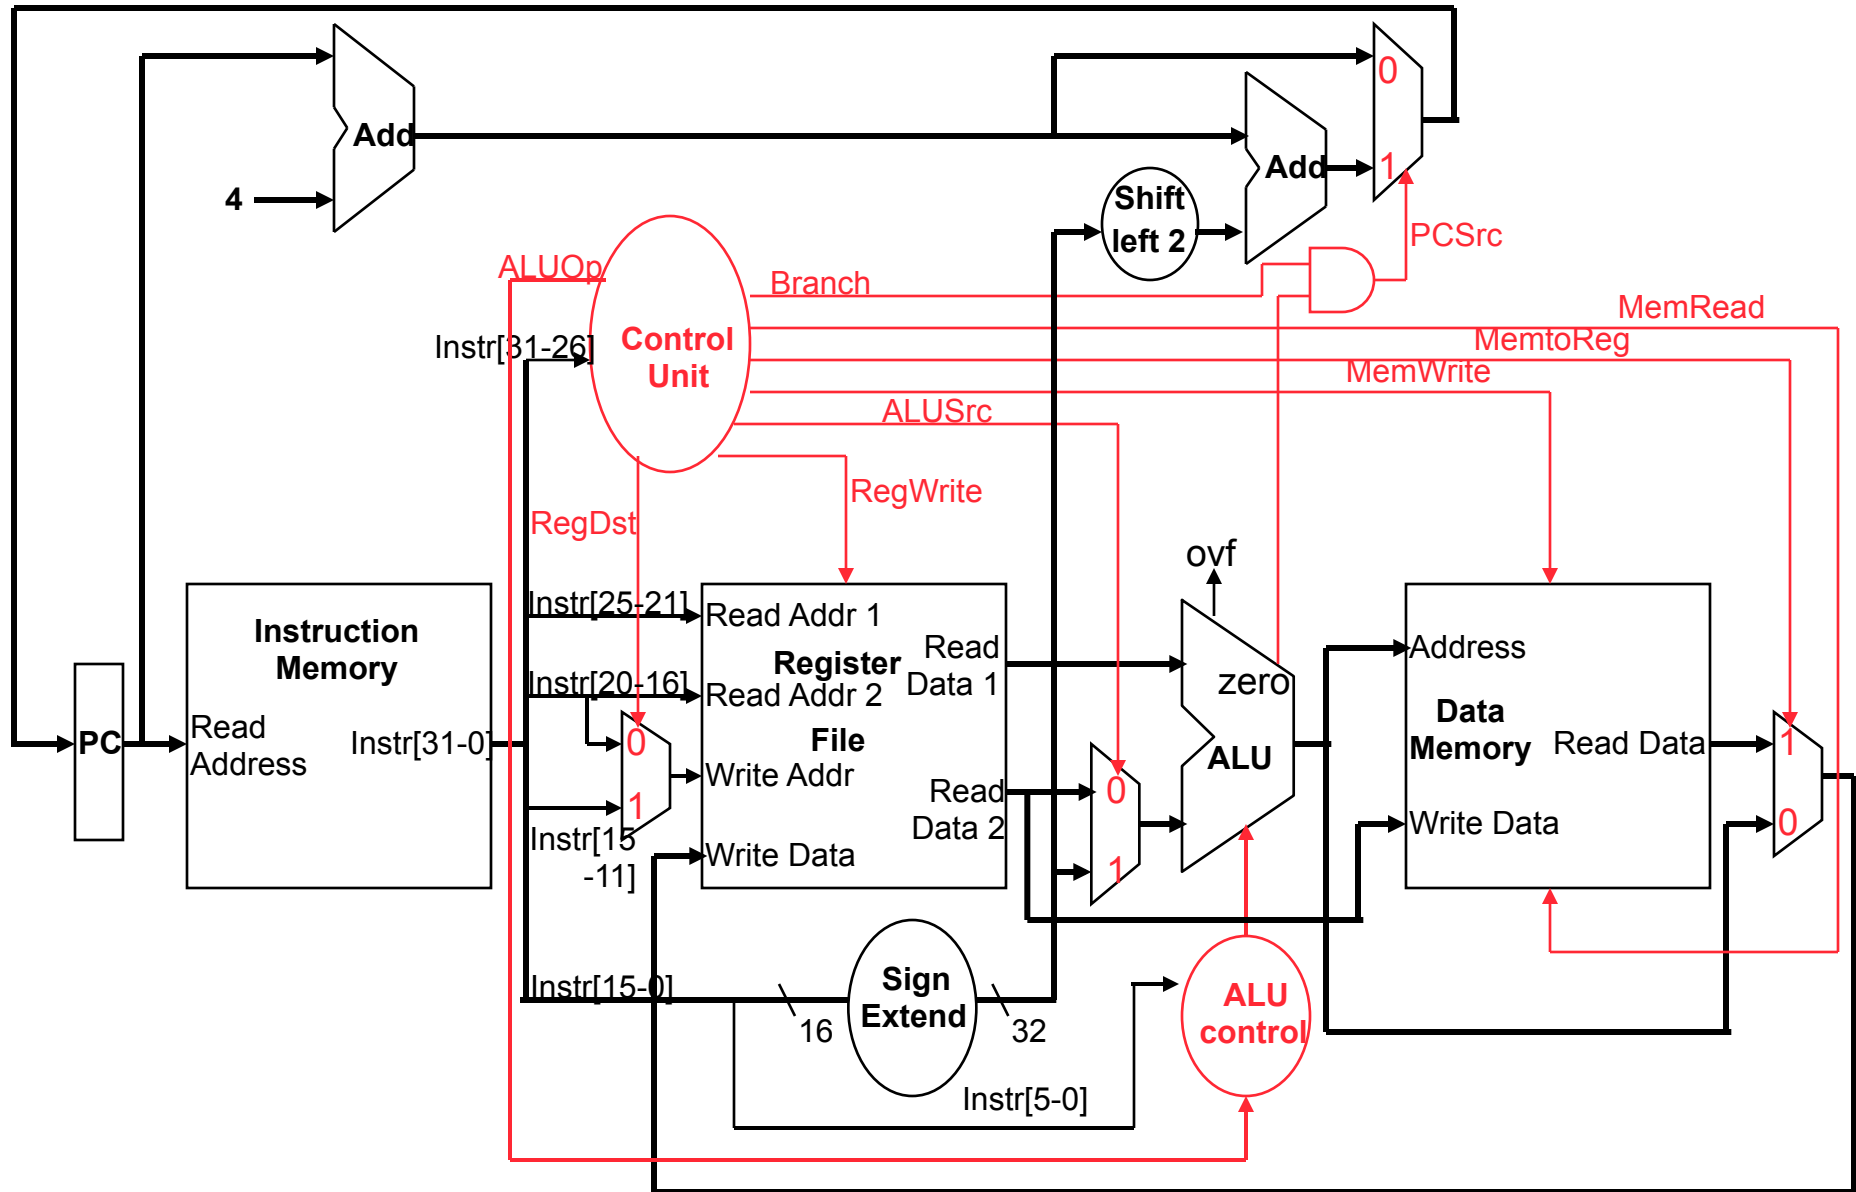 0
Add
Add
1
4
Shift
left 2
PCSrc
ALUOp
Branch
MemRead
Instr[31-26]
Control
Unit
MemtoReg
MemWrite
ALUSrc
RegWrite
RegDst
ovf
Instr[25-21]
Read Addr 1
Instruction
Memory
Register
Read
Data 1
Address
Instr[20-16]
Read Addr 2
zero
Data
Memory
PC
Read
Address
Instr[31-0]
0
File
Read Data
1
Write Addr
ALU
1
Read
Data 2
0
Instr[15
-11]
Write Data
1
Write Data
0
Instr[15-0]
Sign
Extend
16
32
ALU
control
Instr[5-0]